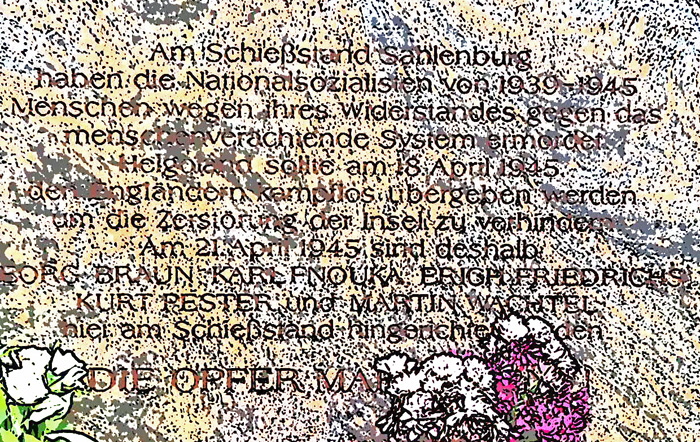 Am Schießstand Sahlenburg
haben die Nationalsozialisten von 1939-1945
Menschen wegen ihres Widerstandes gegen das
menschenverachtende System ermordet.
Helgoland sollte am 18. April 1945
den Engländern kampflos übergeben werden
um die Zerstörung der Insel zu verhindern.
Am 21. April 1945 sind deshalb
BORG BRAUN KARL FNOUKA ERICH FRIEDRICHS
KURT PESTER und MARTIN WACHTEL
hier am Schießstand hingerichtet
DIE OPFER